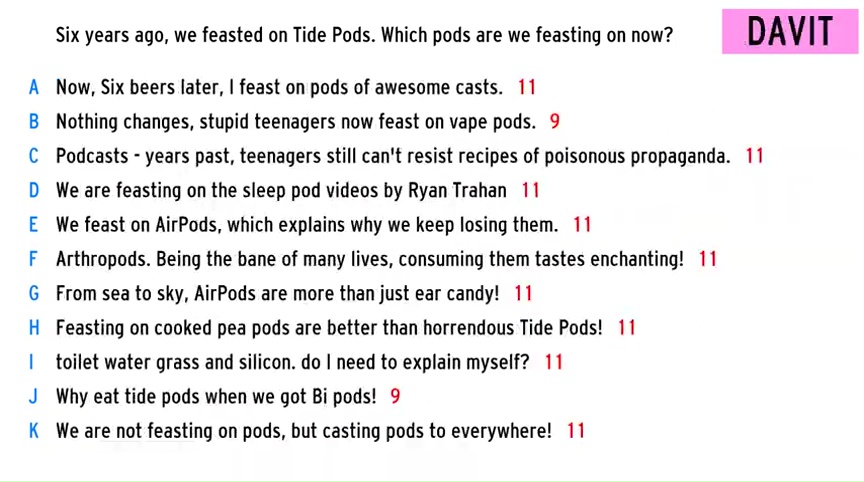 Six years ago, we feasted on Tide Pods. Which pods are we feasting on now?
DAVIT
A Now, Six beers later, I feast on pods of awesome casts. 11
B Nothing changes, stupid teenagers now feast on vape pods. 9
C Podcasts - years past, teenagers still can't resist recipes of poisonous propaganda. 11
D We are feasting on the sleep pod videos by Ryan Trahan 11
E We feast on AirPods, which explains why we keep losing them. 11
F Arthropods. Being the bane of many lives, consuming them tastes enchanting! 11
G From sea to sky, AirPods are more than just ear candy! 11
H Feasting on cooked pea pods are better than horrendous Tide Pods! 11
I toilet water grass and silicon. do I need to explain myself? 11
J Why eat tide pods when we got Bi pods! 9
K We are not feasting on pods, but casting pods to everywhere! 11